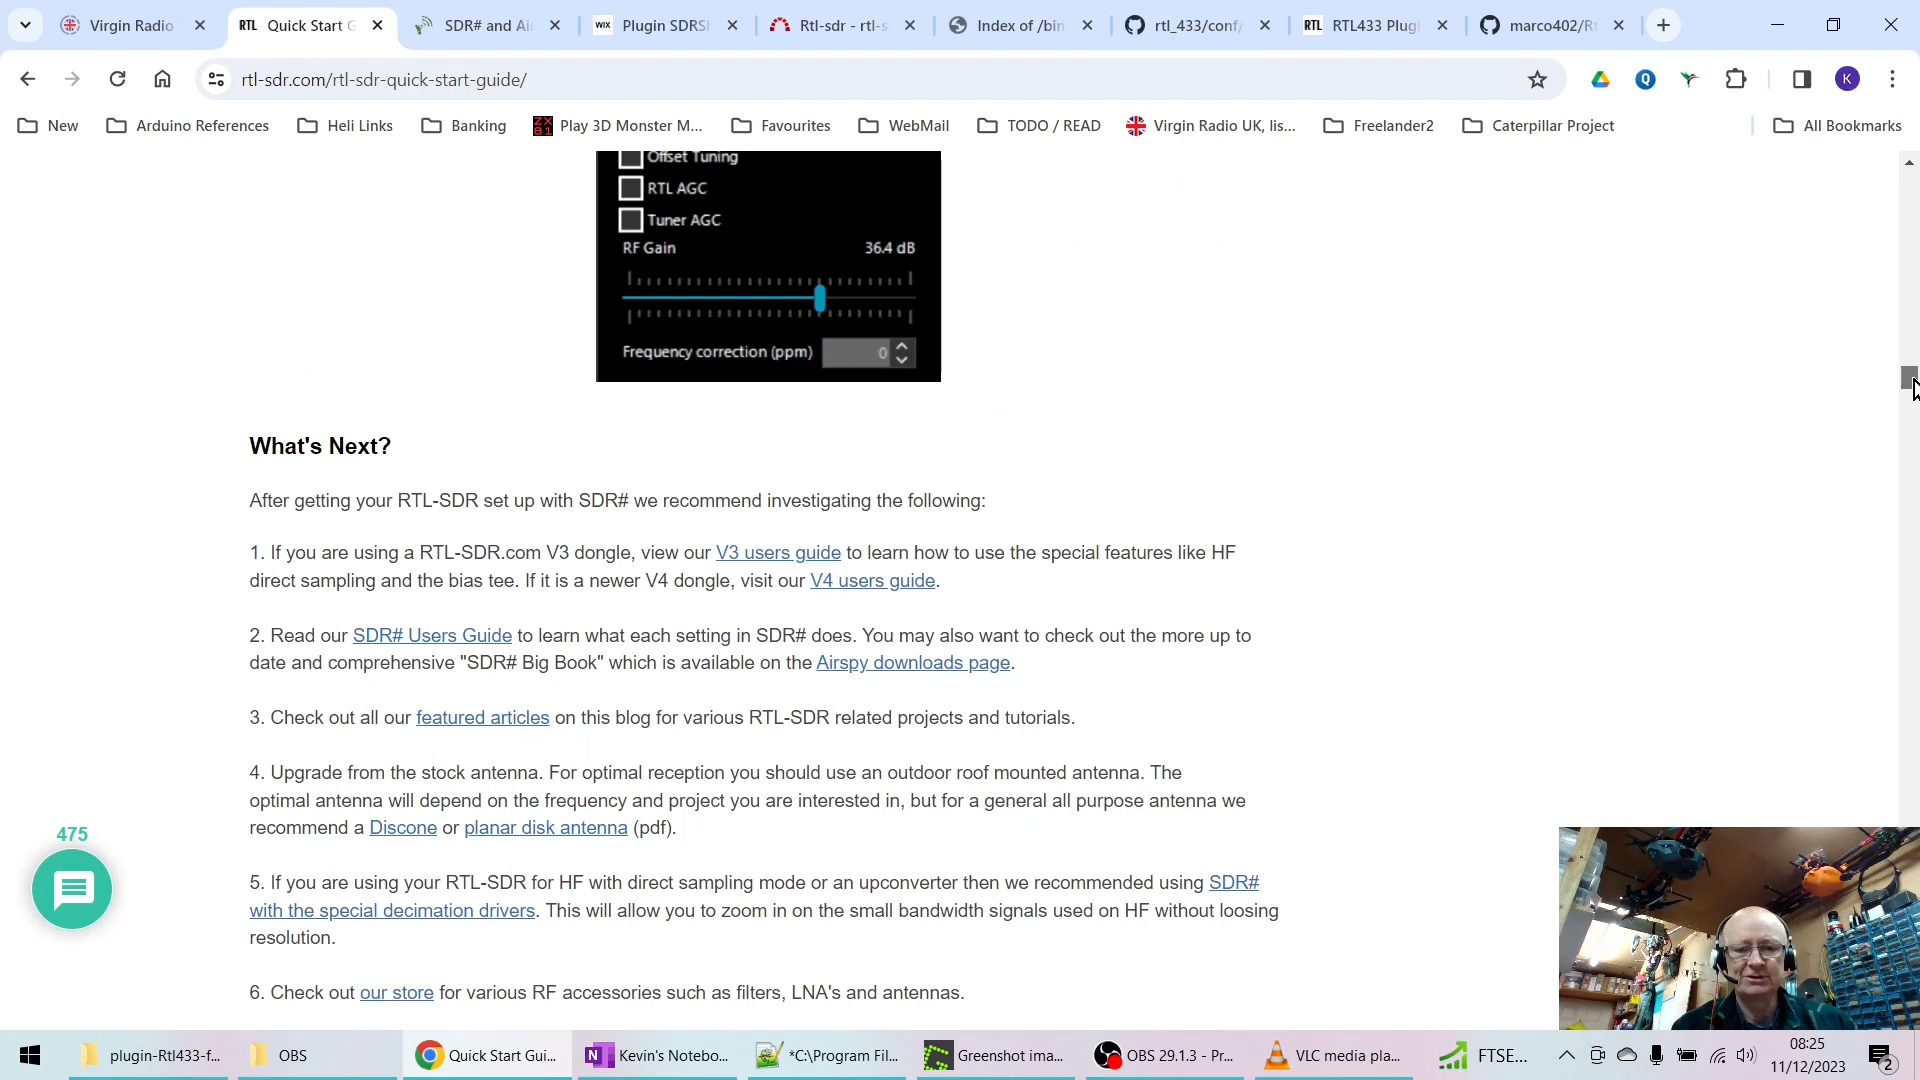 Virgin Radio
RTL Quick Start G
SDR# and Air
WIX Plugin SDRS
Rtl-sdr - rtl-s
Index of /bin
rtl_433/conf/
RTL RTL433 Plug
marco402/R
rtl-sdr.com/rtl-sdr-quick-start-guide/
Q
K
New
Arduino References
Heli Links
Banking
ZX 81 Play 3D Monster M...
Favourites
WebMail
TODO / READ
Virgin Radio UK, lis...
Freelander2
Caterpillar Project
All Bookmarks
Offset Tuning
RTL AGC
Tuner AGC
RF Gain 36.4 dB
Frequency correction (ppm) 0
What's Next?
After getting your RTL-SDR set up with SDR# we recommend investigating the following:
1. If you are using a RTL-SDR.com V3 dongle, view our V3 users guide to learn how to use the special features like HF
direct sampling and the bias tee. If it is a newer V4 dongle, visit our V4 users guide.
2. Read our SDR# Users Guide to learn what each setting in SDR# does. You may also want to check out the more up to
date and comprehensive "SDR# Big Book" which is available on the Airspy downloads page.
3. Check out all our featured articles on this blog for various RTL-SDR related projects and tutorials.
4. Upgrade from the stock antenna. For optimal reception you should use an outdoor roof mounted antenna. The
optimal antenna will depend on the frequency and project you are interested in, but for a general all purpose antenna we
recommend a Discone or planar disk antenna (pdf).
475
5. If you are using your RTL-SDR for HF with direct sampling mode or an upconverter then we recommended using SDR#
with the special decimation drivers. This will allow you to zoom in on the small bandwidth signals used on HF without loosing
resolution.
6. Check out our store for various RF accessories such as filters, LNA's and antennas.
plugin-Rtl433-f...
OBS
Quick Start Gui...
N Kevin's Notebo...
*C:\Program Fil...
Greenshot ima...
OBS 29.1.3 - Pr...
VLC media pla...
FTSE...
08:25
11/12/2023
2